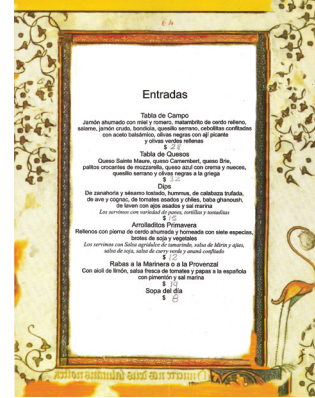 Entradas
Tabla de Campo
Jamón ahumado con miel y romero, matambrito de cerdo relleno,
salame, jamón crudo, bondiola, quesillo serrano, cebollitas confitadas
con aceto balsámico, olivas negras con ají picante
y olivas verdes rellenas
$ 28
Tabla de Quesos
Queso Sainte Maure, queso Camembert, queso Brie,
palitos crocantes de mozzarella, queso azul con crema y nueces,
quesillo serrano y olivas negras a la griega
$ 32
Dips
De zanahoria y sésamo tostado, hummus, de calabaza trufada,
de ave y cognac, de tomates asados y chiles, baba ghanoush,
de leven con ajos asados y sal marina
Los servimos con variedad de panes, tortillas y tostaditas
$ 15
Arrolladitos Primavera
Rellenos con pierna de cerdo ahumada y horneada con siete especias,
brotes de soja y vegetales
Los servimos con Salsa agridulce de tamarindo, salsa de Mirin y ajíes,
salsa de soja, salsa de curry verde y ananá confitado
$ 12
Rabas a la Marinera o a la Provenzal
Con aioli de limón, salsa fresca de tomates y papas a la española
con pimentón y sal marina
$ 19
Sopa del día
$ 8